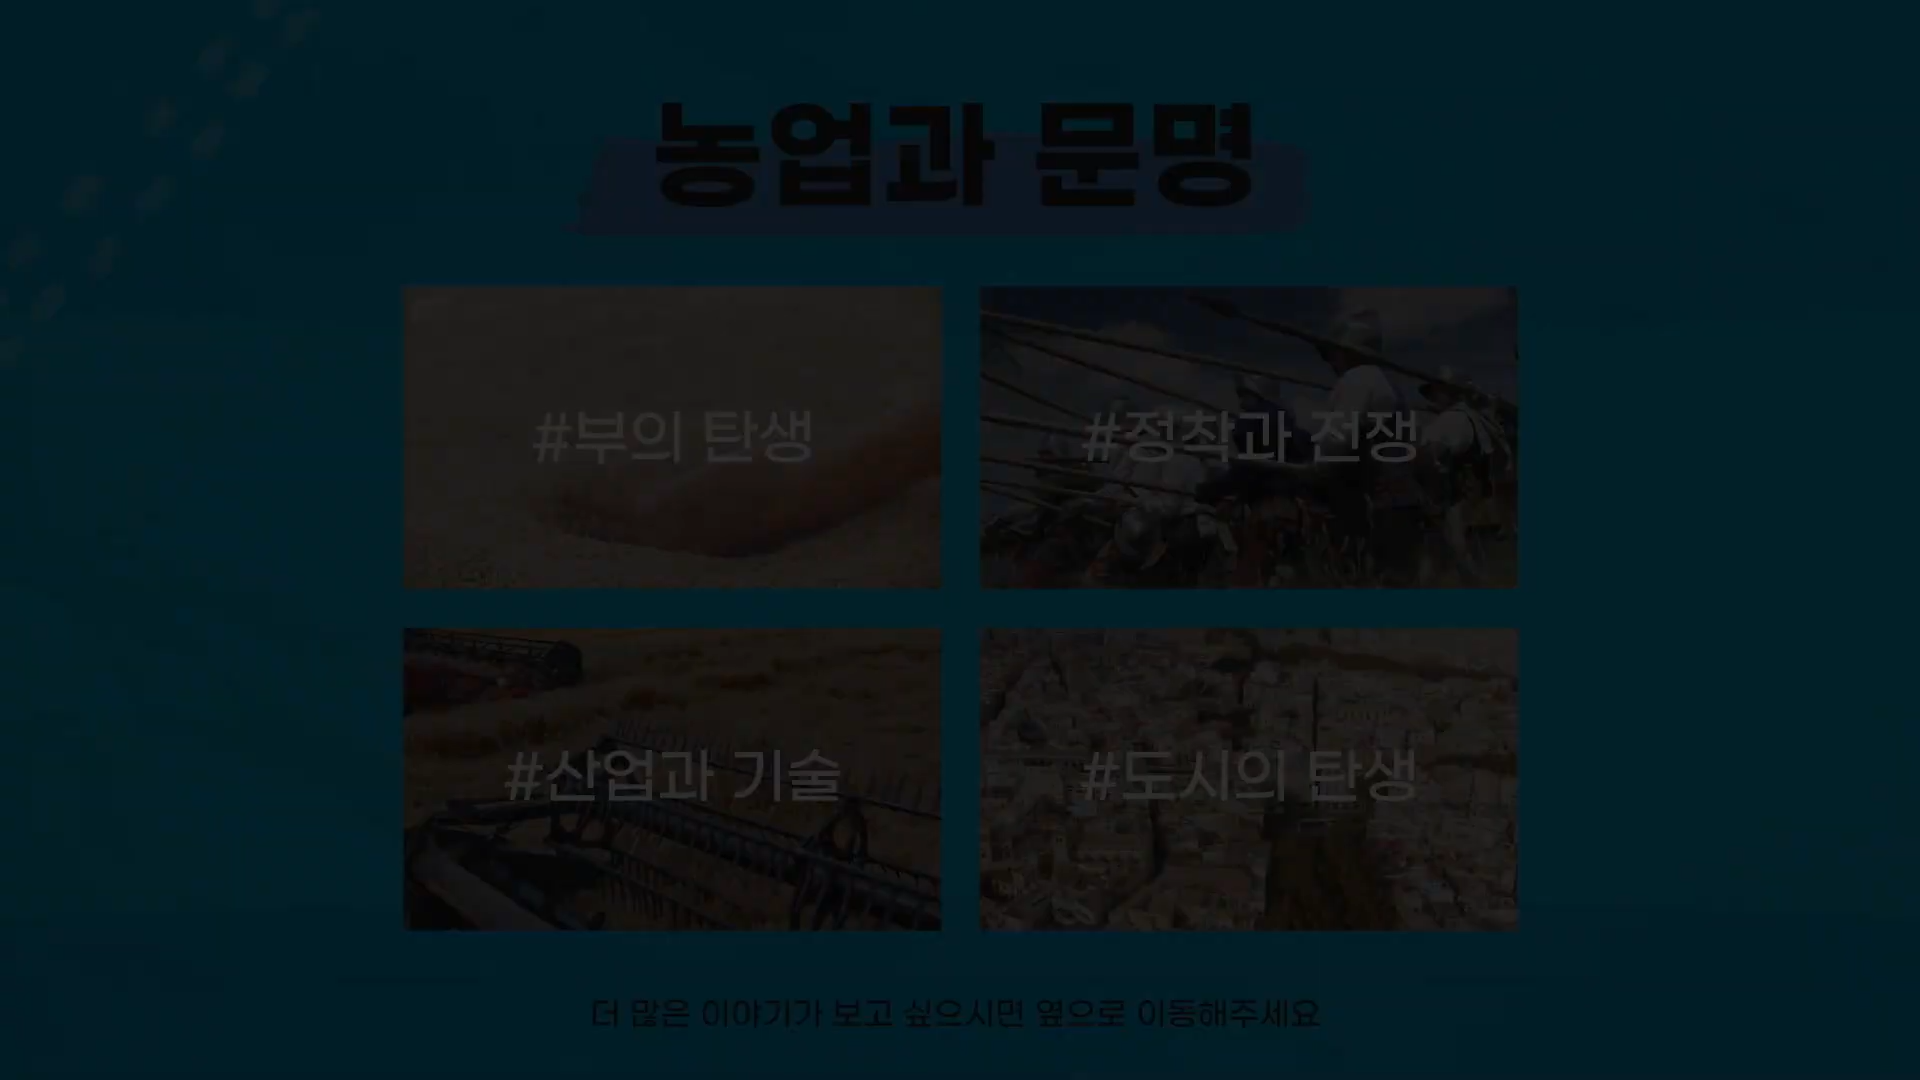 농업과 문명
#부의 탄생
#정착과 전쟁
#산업과 기술
#도시의 탄생
더 많은 이야기가 보고 싶으시면 옆으로 이동해주세요